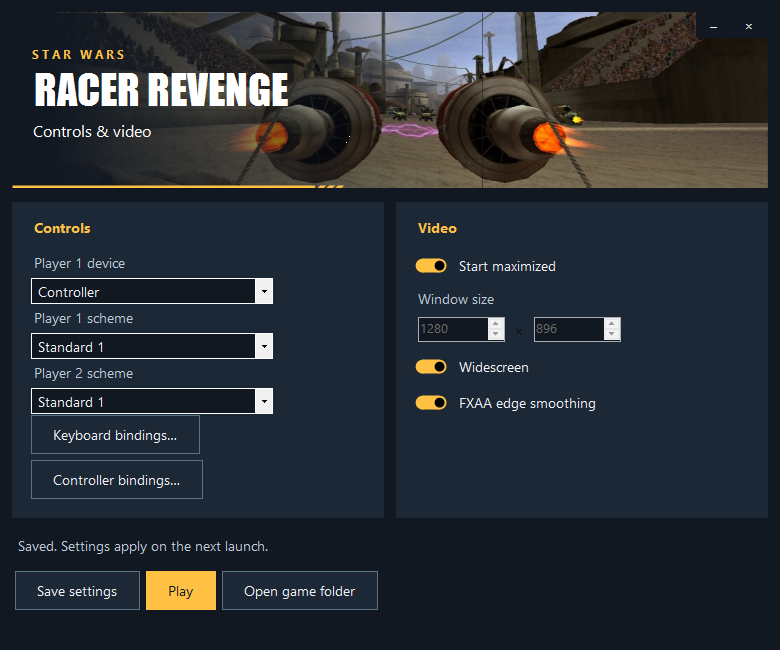 STAR WARS
RACER REVENGE
Controls & video
Controls
Player 1 device
Controller
Player 1 scheme
Standard 1
Player 2 scheme
Standard 1
Keyboard bindings...
Controller bindings...
Video
Start maximized
Window size
1280 × 896
Widescreen
FXAA edge smoothing
Saved. Settings apply on the next launch.
Save settings
Play
Open game folder